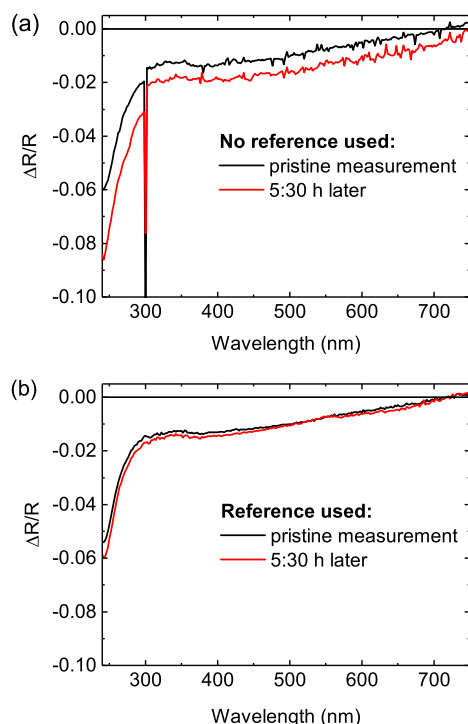 (a)
0.00
-0.02
-0.04
-0.06
-0.08
-0.10
ΔR/R
No reference used:
pristine measurement
5:30 h later
300 400 500 600 700
Wavelength (nm)
(b)
0.00
-0.02
-0.04
-0.06
-0.08
-0.10
ΔR/R
Reference used:
pristine measurement
5:30 h later
300 400 500 600 700
Wavelength (nm)